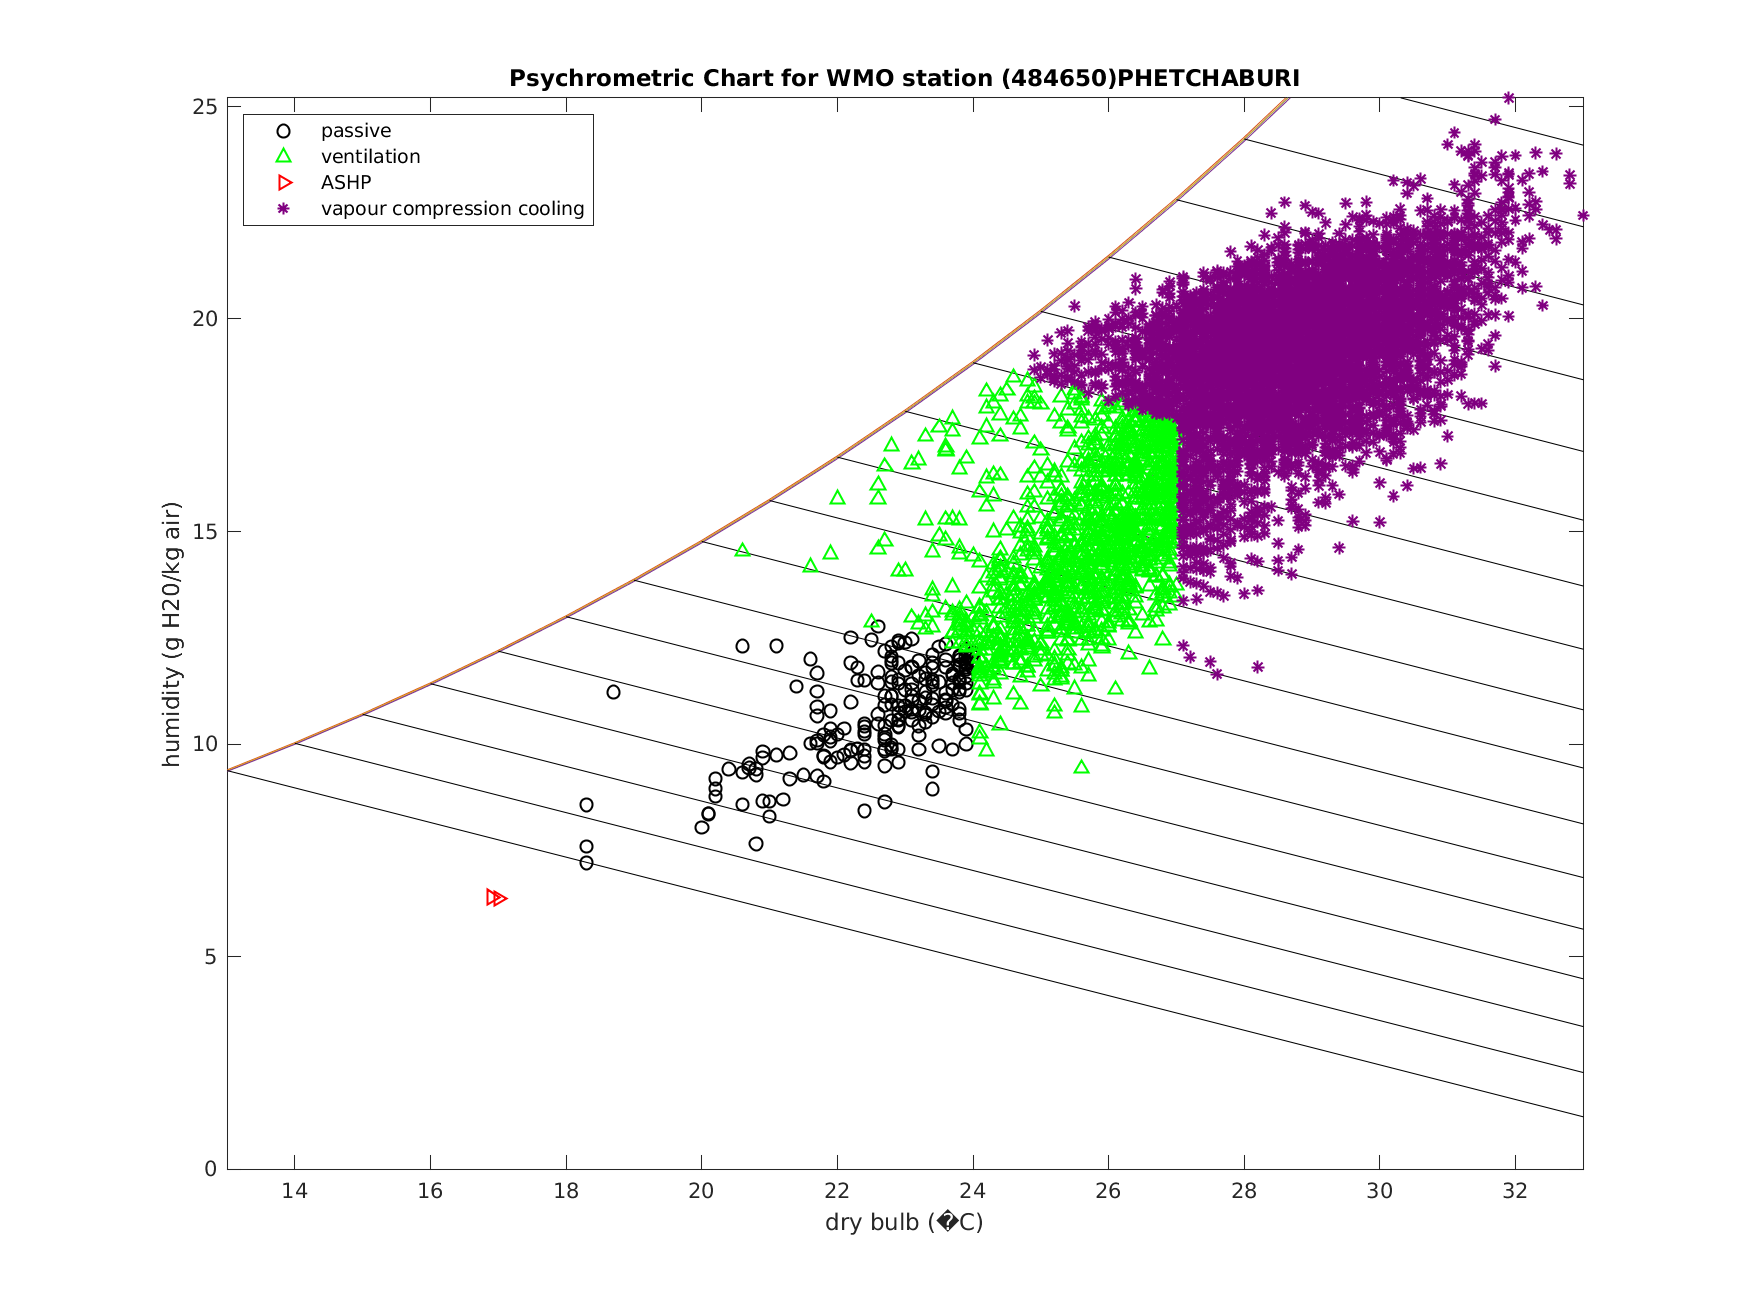 Psychrometric Chart for WMO station (484650)PHETCHABURI
passive
ventilation
ASHP
vapour compression cooling
25
20
15
10
5
0
humidity (g H20/kg air)
14 16 18 20 22 24 26 28 30 32
dry bulb (�C)